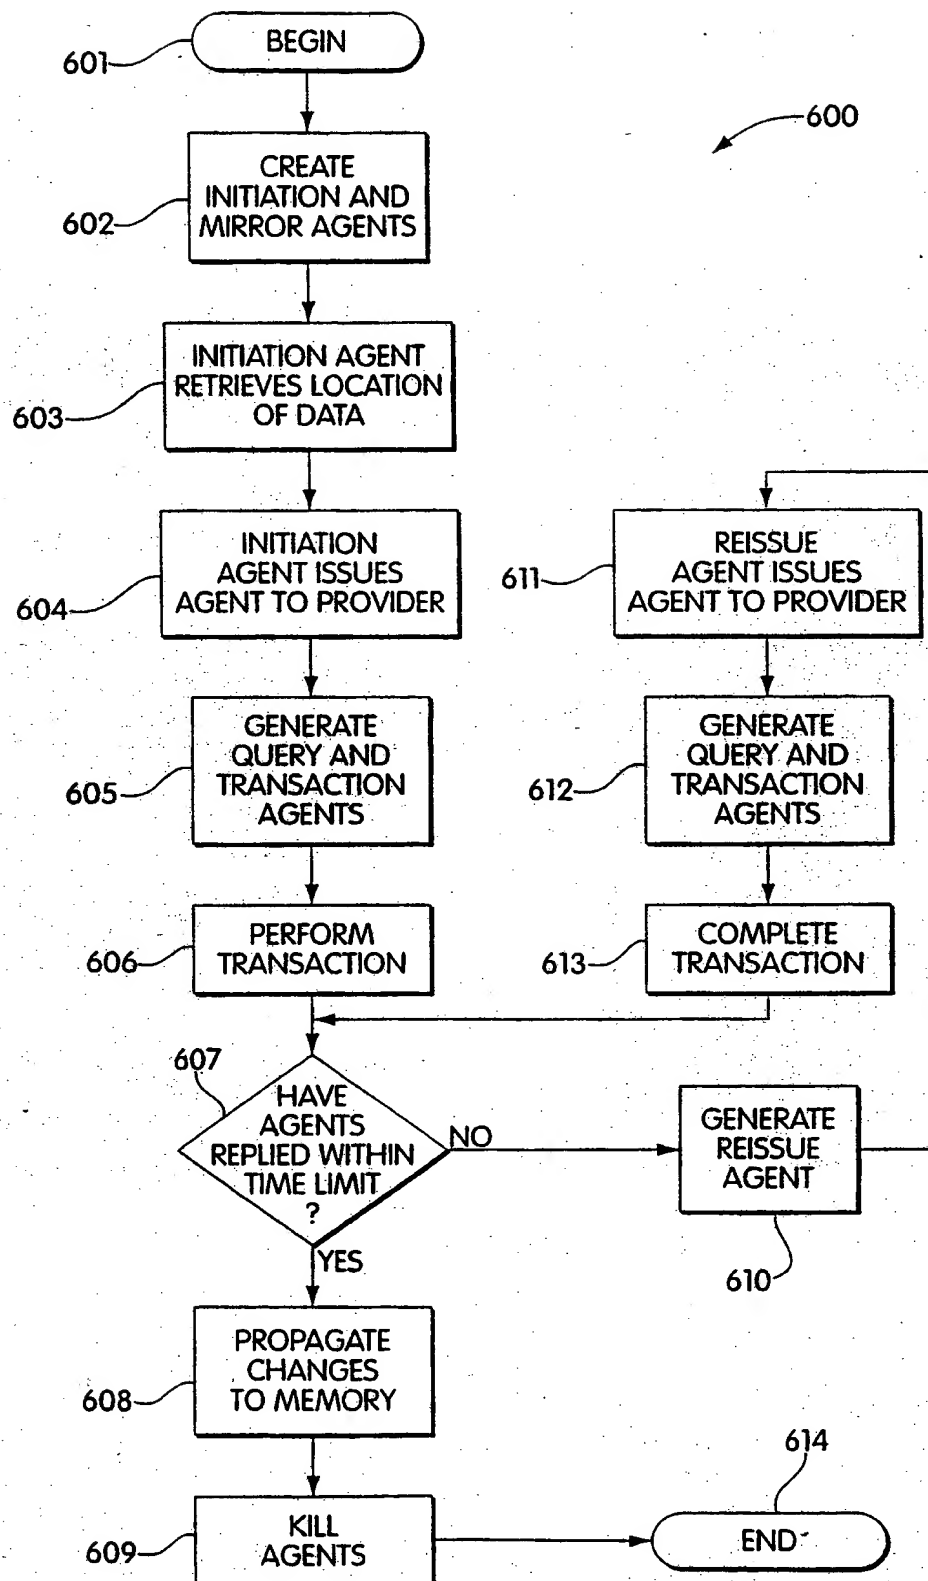 BEGIN
601
600
CREATE
INITIATION AND
MIRROR AGENTS
602
INITIATION AGENT
RETRIEVES LOCATION
OF DATA
603
INITIATION
AGENT ISSUES
AGENT TO PROVIDER
604
REISSUE
AGENT ISSUES
AGENT TO PROVIDER
611
GENERATE
QUERY AND
TRANSACTION
AGENTS
605
GENERATE
QUERY AND
TRANSACTION
AGENTS
612
PERFORM
TRANSACTION
606
COMPLETE
TRANSACTION
613
607
HAVE
AGENTS
REPLIED WITHIN
TIME LIMIT
?
NO
YES
GENERATE
REISSUE
AGENT
610
PROPAGATE
CHANGES
TO MEMORY
608
KILL
AGENTS
609
614
END